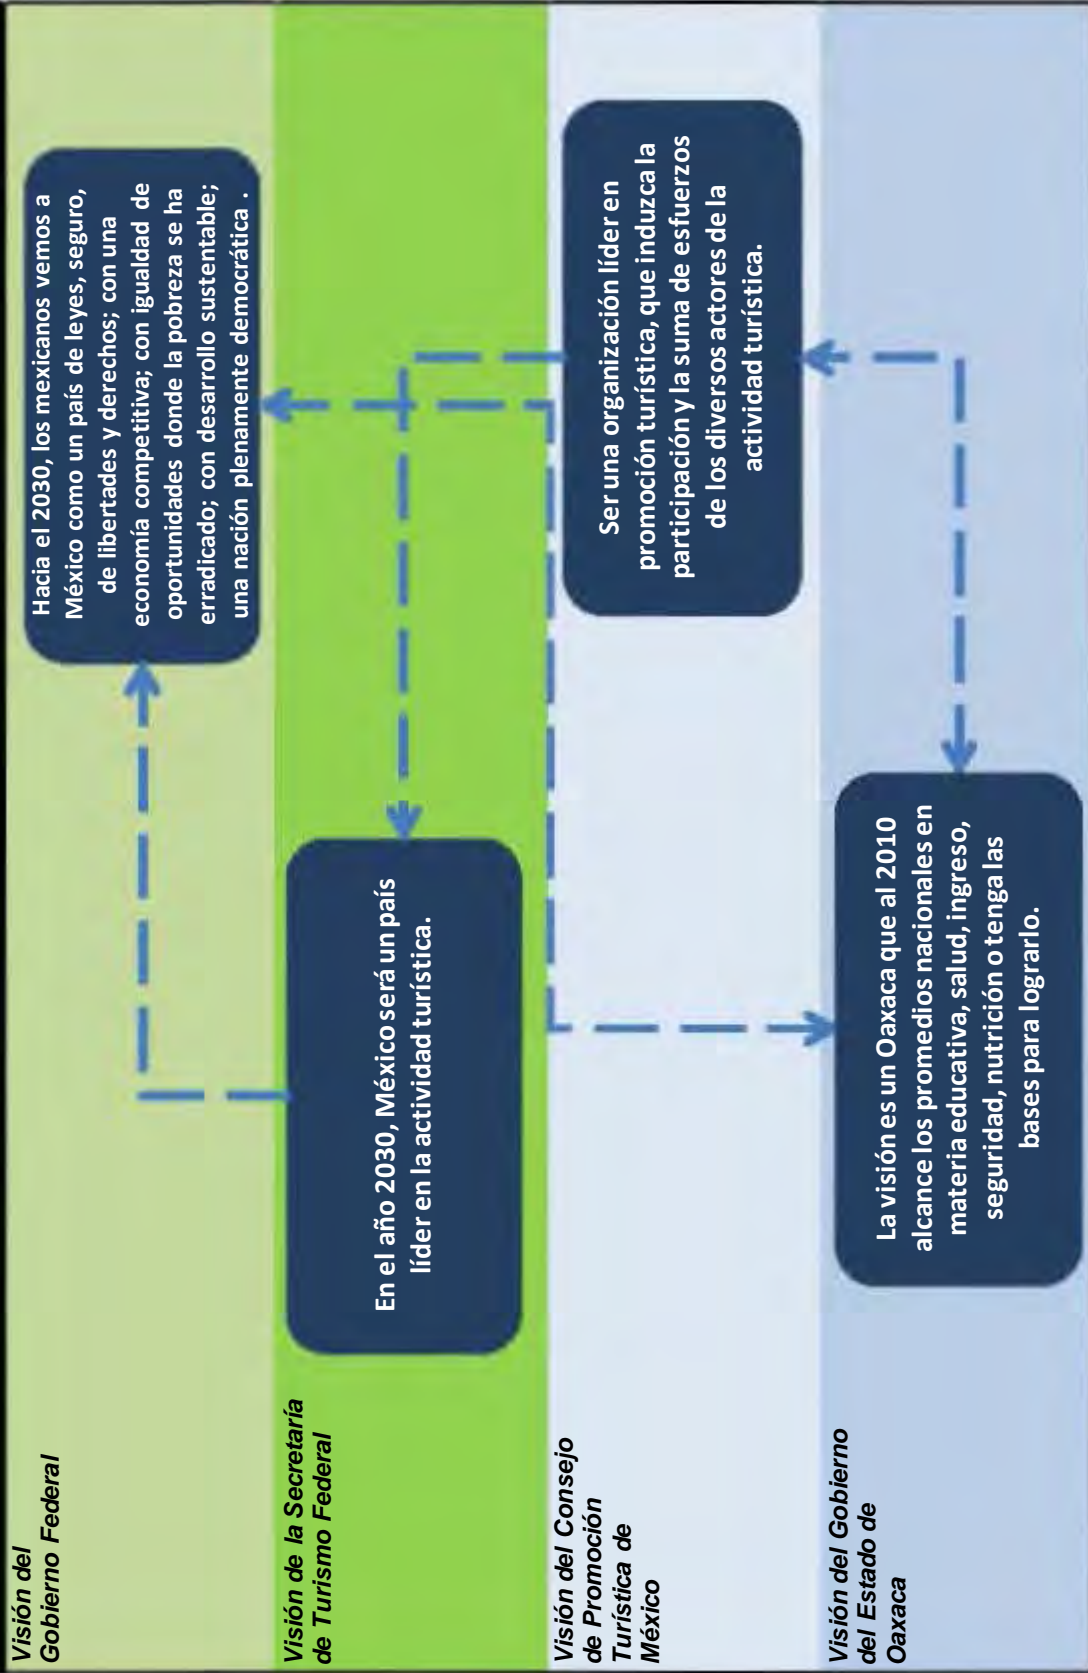 Visión del
Gobierno Federal
Hacia el 2030, los mexicanos vemos a
México como un país de leyes, seguro,
de libertades y derechos; con una
economía competitiva; con igualdad de
oportunidades donde la pobreza se ha
erradicado; con desarrollo sustentable;
una nación plenamente democrática .
Visión de la Secretaría
de Turismo Federal
En el año 2030, México será un país
líder en la actividad turística.
Visión del Consejo
de Promoción
Turística de
México
Ser una organización líder en
promoción turística, que induzca la
participación y la suma de esfuerzos
de los diversos actores de la
actividad turística.
Visión del Gobierno
del Estado de
Oaxaca
La visión es un Oaxaca que al 2010
alcance los promedios nacionales en
materia educativa, salud, ingreso,
seguridad, nutrición o tenga las
bases para lograrlo.